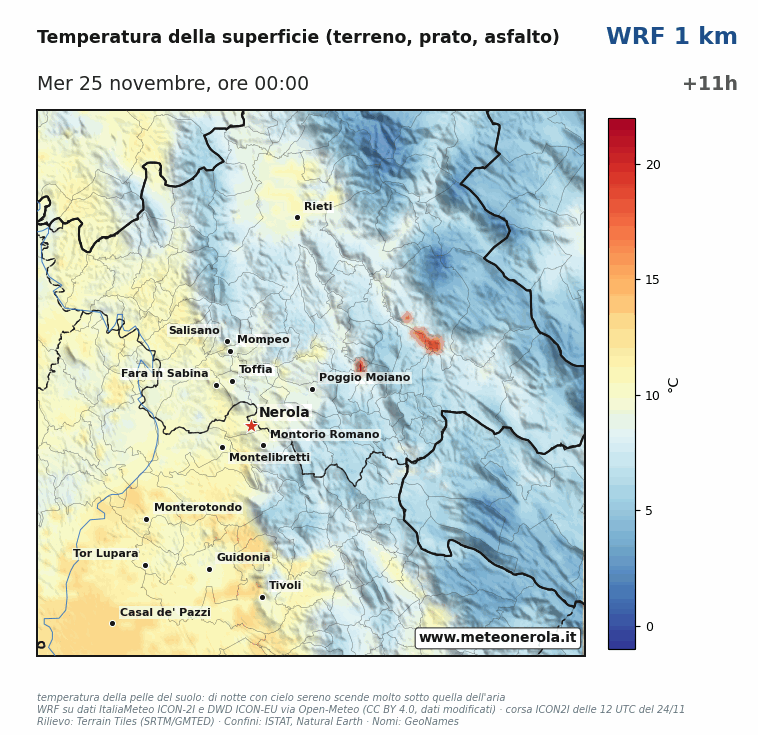 Temperatura della superficie (terreno, prato, asfalto)
WRF 1 km
Mer 25 novembre, ore 00:00
+11h
Rieti
Salisano
Mompeo
Fara in Sabina
Toffia
Poggio Moiano
Nerola
Montorio Romano
Montelibretti
Monterotondo
Tor Lupara
Guidonia
Tivoli
Casal de' Pazzi
www.meteonerola.it
20
15
10
5
0
°C
temperatura della pelle del suolo: di notte con cielo sereno scende molto sotto quella dell'aria
WRF su dati ItaliaMeteo ICON-2I e DWD ICON-EU via Open-Meteo (CC BY 4.0, dati modificati) · corsa ICON2I delle 12 UTC del 24/11
Rilievo: Terrain Tiles (SRTM/GMTED) · Confini: ISTAT, Natural Earth · Nomi: GeoNames